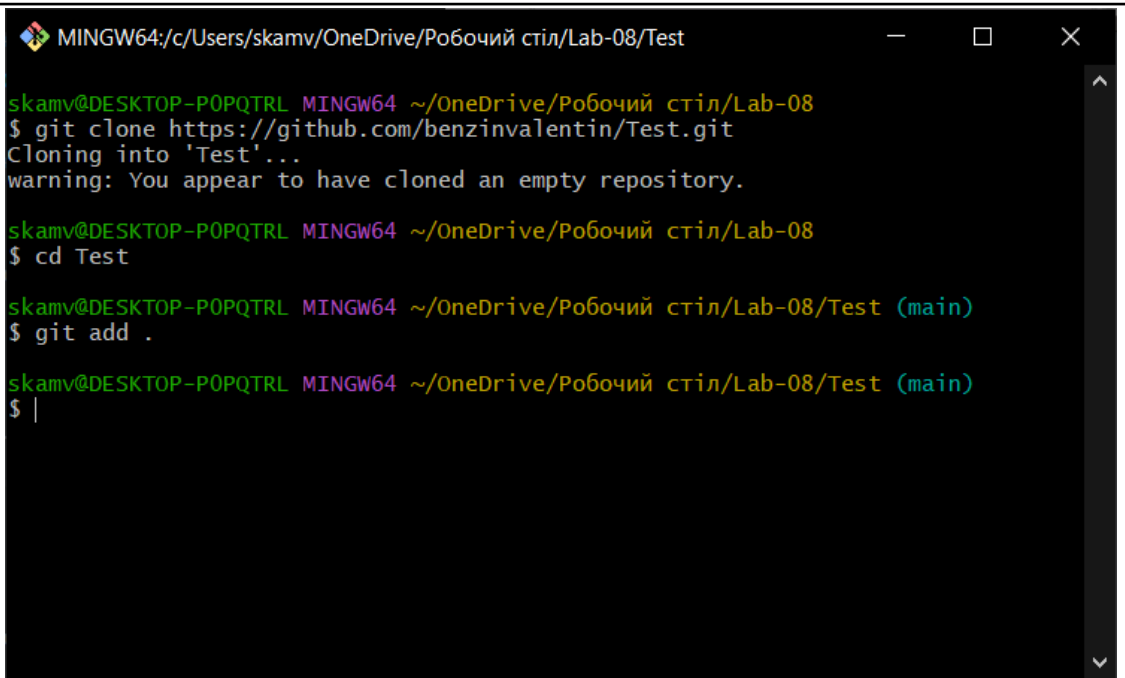 MINGW64:/c/Users/skamv/OneDrive/Робочий стіл/Lab-08/Test
skamv@DESKTOP-P0PQTRL MINGW64 ~/OneDrive/Робочий стіл/Lab-08
$ git clone https://github.com/benzinvalentin/Test.git
Cloning into 'Test'...
warning: You appear to have cloned an empty repository.
skamv@DESKTOP-P0PQTRL MINGW64 ~/OneDrive/Робочий стіл/Lab-08
$ cd Test
skamv@DESKTOP-P0PQTRL MINGW64 ~/OneDrive/Робочий стіл/Lab-08/Test (main)
$ git add .
skamv@DESKTOP-P0PQTRL MINGW64 ~/OneDrive/Робочий стіл/Lab-08/Test (main)
$